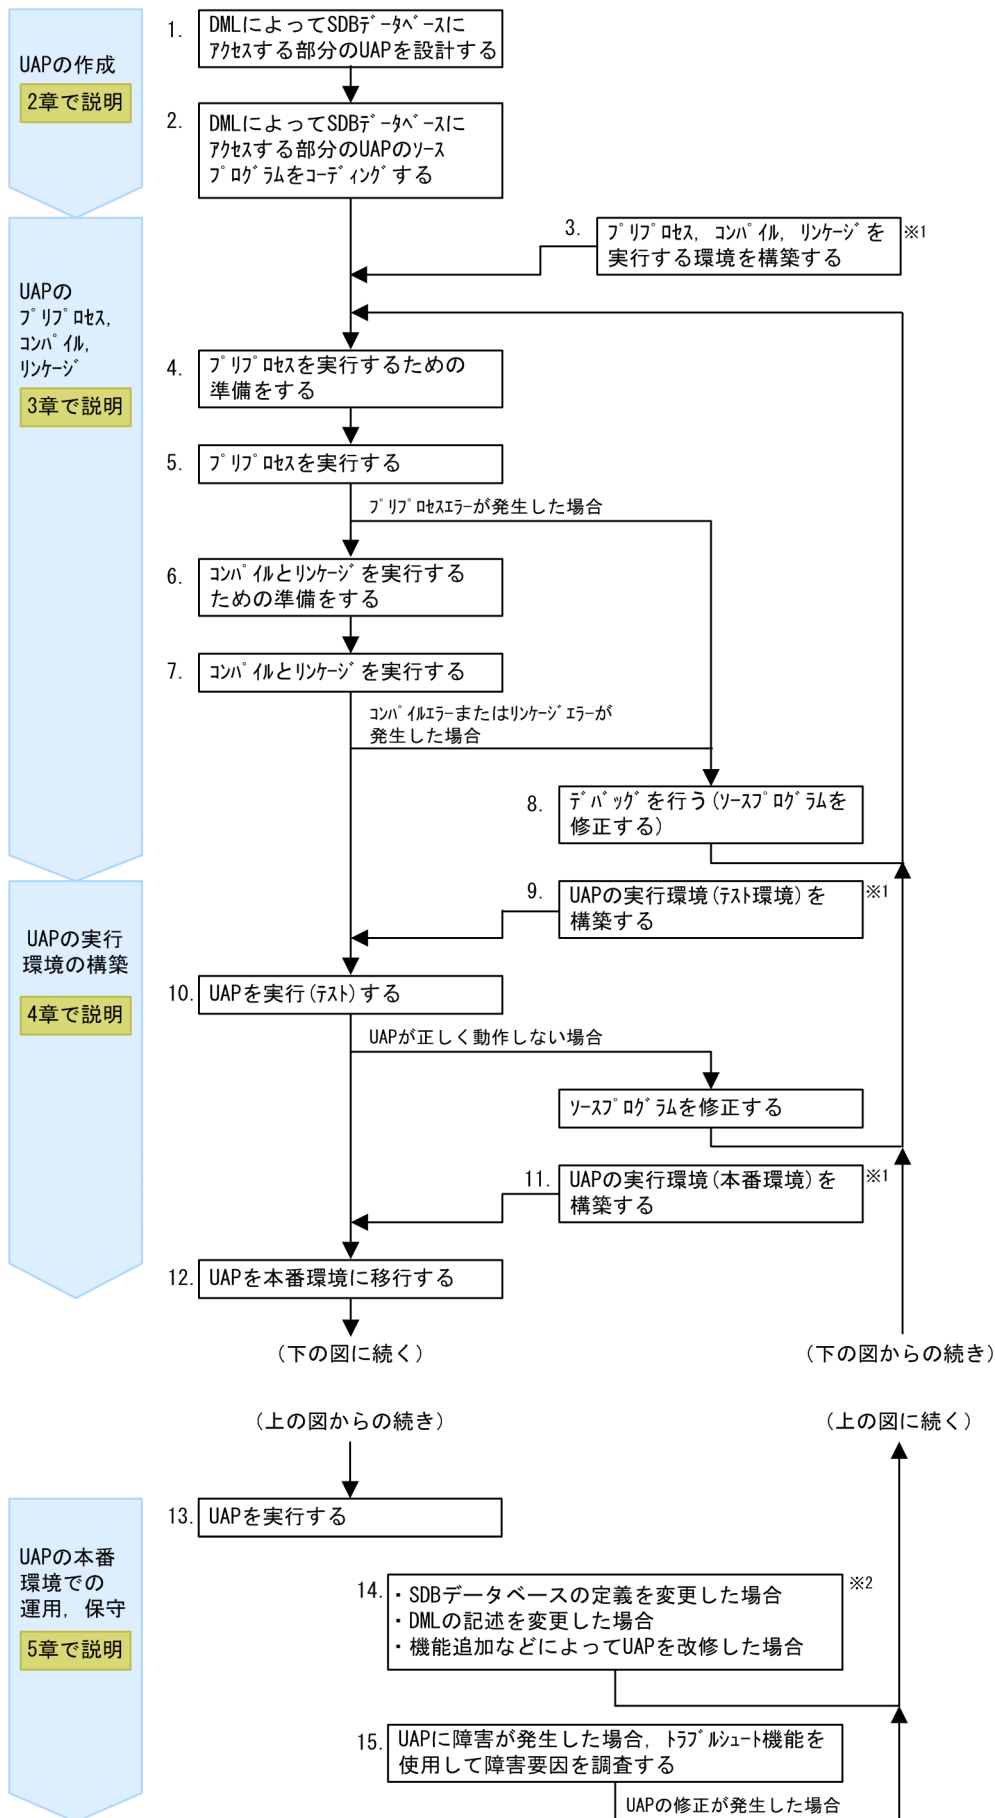 UAPの作成
2章で説明
1.
DMLによってSDBﾃﾞｰﾀﾍﾞｰｽに
ｱｸｾｽする部分のUAPを設計する
2.
DMLによってSDBﾃﾞｰﾀﾍﾞｰｽに
ｱｸｾｽする部分のUAPのｿｰｽ
ﾌﾟﾛｸﾞﾗﾑをｺｰﾃﾞｨﾝｸﾞする
UAPの
ﾌﾟﾘﾌﾟﾛｾｽ,
ｺﾝﾊﾟｲﾙ,
ﾘﾝｹｰｼﾞ
3章で説明
3.
ﾌﾟﾘﾌﾟﾛｾｽ, ｺﾝﾊﾟｲﾙ, ﾘﾝｹｰｼﾞを
実行する環境を構築する
※1
4.
ﾌﾟﾘﾌﾟﾛｾｽを実行するための
準備をする
5.
ﾌﾟﾘﾌﾟﾛｾｽを実行する
ﾌﾟﾘﾌﾟﾛｾｽｴﾗｰが発生した場合
6.
ｺﾝﾊﾟｲﾙとﾘﾝｹｰｼﾞを実行する
ための準備をする
7.
ｺﾝﾊﾟｲﾙとﾘﾝｹｰｼﾞを実行する
ｺﾝﾊﾟｲﾙｴﾗｰまたはﾘﾝｹｰｼﾞｴﾗｰが
発生した場合
8.
ﾃﾞﾊﾞｯｸﾞを行う(ｿｰｽﾌﾟﾛｸﾞﾗﾑを
修正する)
UAPの実行
環境の構築
4章で説明
9.
UAPの実行環境(ﾃｽﾄ環境)を
構築する
※1
10.
UAPを実行(ﾃｽﾄ)する
UAPが正しく動作しない場合
ｿｰｽﾌﾟﾛｸﾞﾗﾑを修正する
11.
UAPの実行環境(本番環境)を
構築する
※1
12.
UAPを本番環境に移行する
(下の図に続く)
(下の図からの続き)
(上の図からの続き)
(上の図に続く)
UAPの本番
環境での
運用, 保守
5章で説明
13.
UAPを実行する
14.
・SDBデータベースの定義を変更した場合
・DMLの記述を変更した場合
・機能追加などによってUAPを改修した場合
※2
15.
UAPに障害が発生した場合, ﾄﾗﾌﾞﾙｼｭｰﾄ機能を
使用して障害要因を調査する
UAPの修正が発生した場合